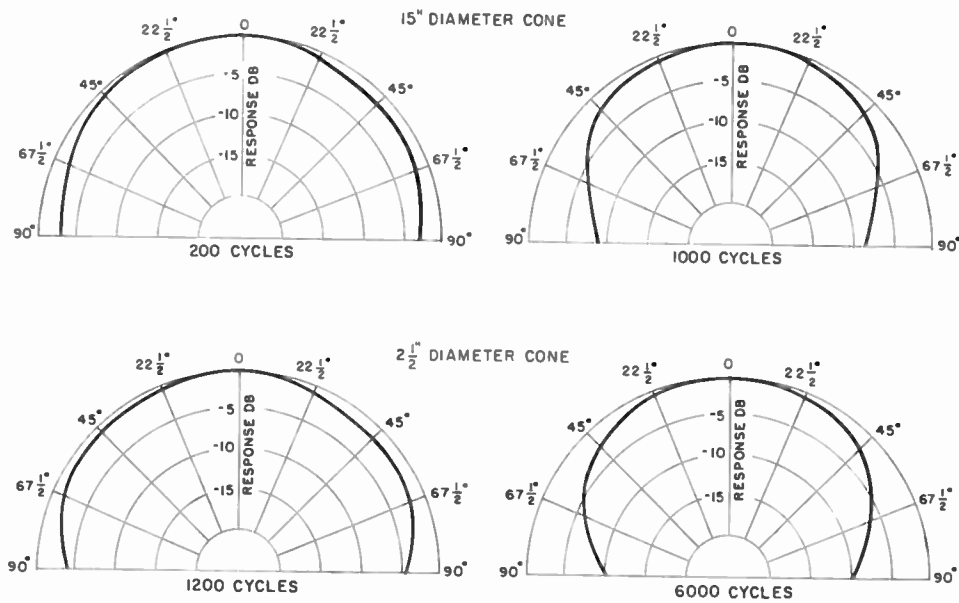 15" DIAMETER CONE
0
22 1/2° 22 1/2°
45° 45°
67 1/2° 67 1/2°
90° 90°
-5
-10
-15
RESPONSE DB
200 CYCLES
0
22 1/2° 22 1/2°
45° 45°
67 1/2° 67 1/2°
90° 90°
-5
-10
-15
RESPONSE DB
1000 CYCLES
2 1/2" DIAMETER CONE
0
22 1/2° 22 1/2°
45° 45°
67 1/2° 67 1/2°
90° 90°
-5
-10
-15
RESPONSE DB
1200 CYCLES
0
22 1/2° 22 1/2°
45° 45°
67 1/2° 67 1/2°
90° 90°
-5
-10
-15
RESPONSE DB
6000 CYCLES